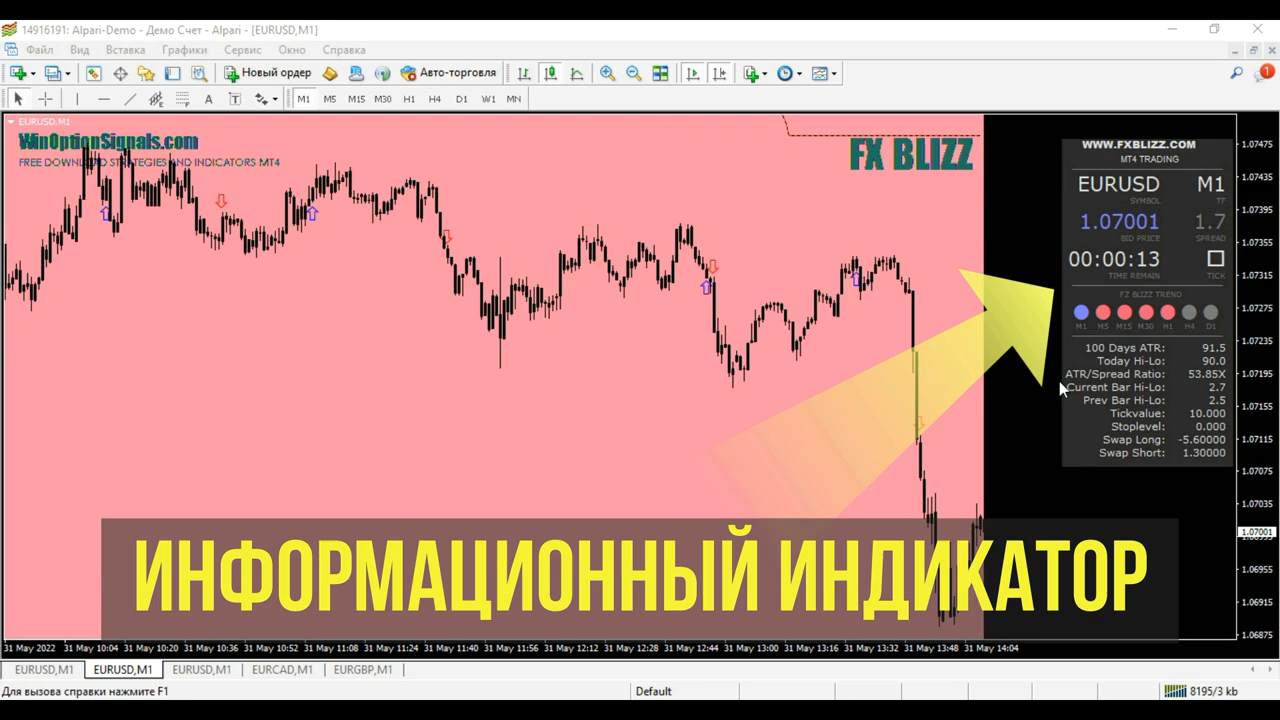 14916191: Alpari-Demo - Демо Счет - Alpari - [EURUSD,M1]
Файл Вид Вставка Графики Сервис Окно Справка
Новый ордер Авто-торговля 1
A T M1 M5 M15 M30 H1 H4 D1 W1 MN
EURUSD,M1
WinOptionSignals.com
FREE DOWNLOAD STRATEGIES AND INDICATORS MT4
FX BLIZZ
WWW.FXBLIZZ.COM
MT4 TRADING
EURUSD M1
SYMBOL TF
1.07001 1.7
BID PRICE SPREAD
00:00:13
TIME REMAIN TICK
FZ BLIZZ TREND
M1 M5 M15 M30 H1 H4 D1
100 Days ATR: 91.5
Today Hi-Lo: 90.0
ATR/Spread Ratio: 53.85X
Current Bar Hi-Lo: 2.7
Prev Bar Hi-Lo: 2.5
Tickvalue: 10.000
Stoplevel: 0.000
Swap Long: -5.60000
Swap Short: 1.30000
1.07475
1.07435
1.07395
1.07355
1.07315
1.07275
1.07235
1.07195
1.07155
1.07115
1.07075
1.07035
1.07001
1.06955
1.06915
1.06875
ИНФОРМАЦИОННЫЙ ИНДИКАТОР
31 May 2022 31 May 10:04 31 May 10:20 31 May 10:36 31 May 10:52 31 May 11:08 31 May 11:24 31 May 11:40 31 May 11:56 31 May 12:12 31 May 12:28 31 May 12:44 31 May 13:00 31 May 13:16 31 May 13:32 31 May 13:48 31 May 14:04
EURUSD,M1 EURUSD,M1 EURUSD,M1 EURCAD,M1 EURGBP,M1
Для вызова справки нажмите F1 Default 8195/3 kb